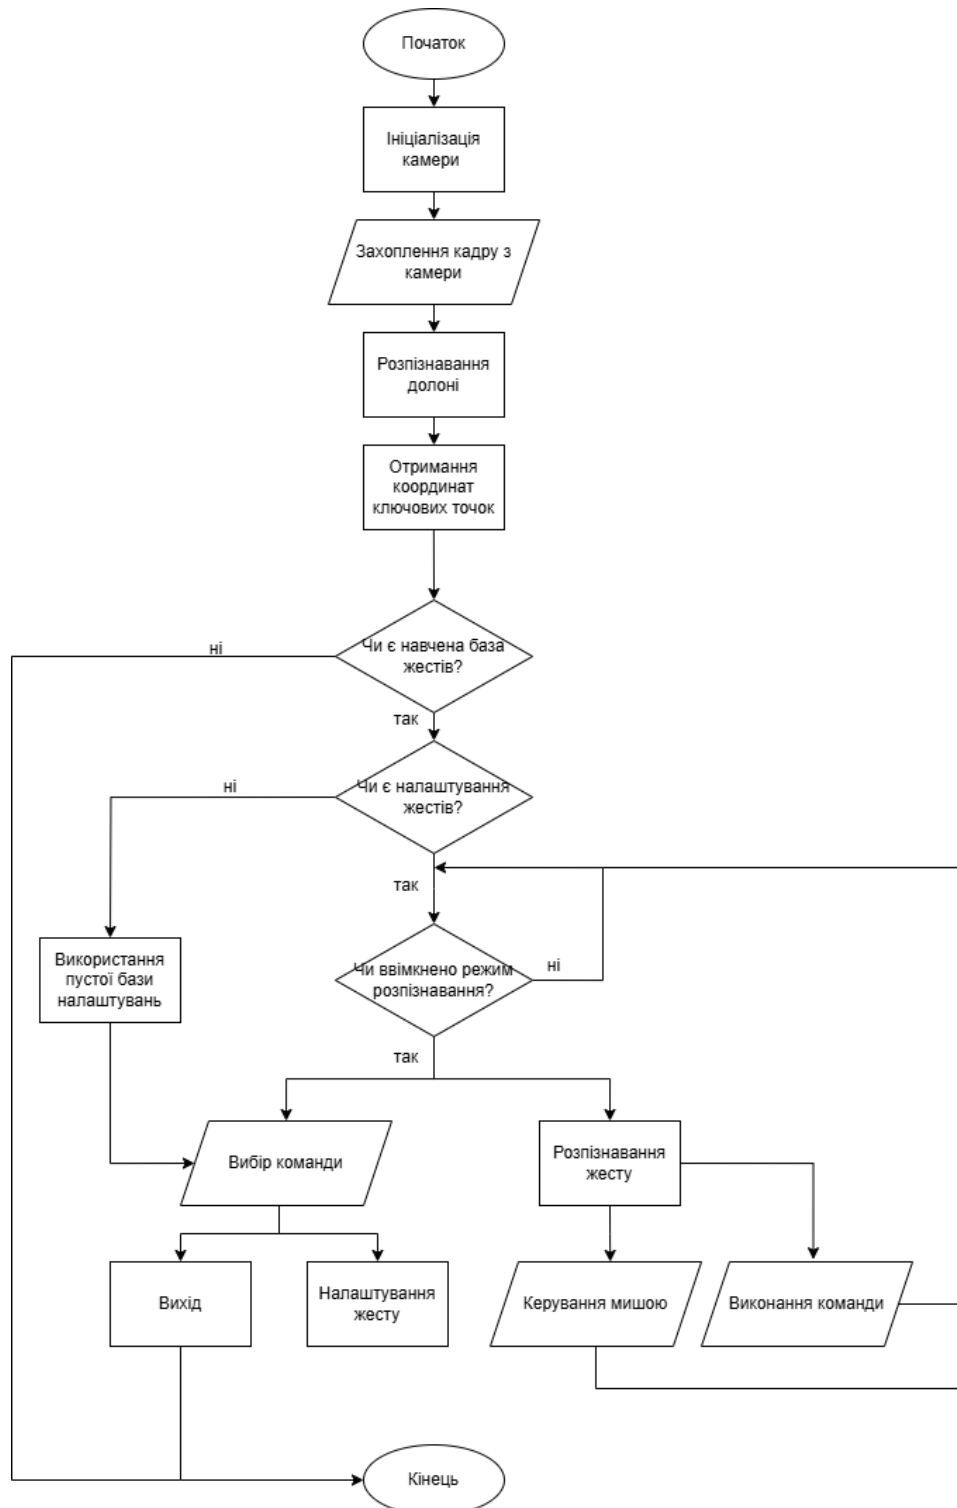 Початок
Ініціалізація
камери
Захоплення кадру з
камери
Розпізнавання
долоні
Отримання
координат
ключових точок
ні
Чи є навчена база
жестів?
так
ні
Чи є налаштування
жестів?
так
Використання
пустої бази
налаштувань
Чи ввімкнено режим
розпізнавання?
ні
так
Вибір команди
Розпізнавання
жесту
Вихід
Налаштування
жесту
Керування мишою
Виконання команди
Кінець